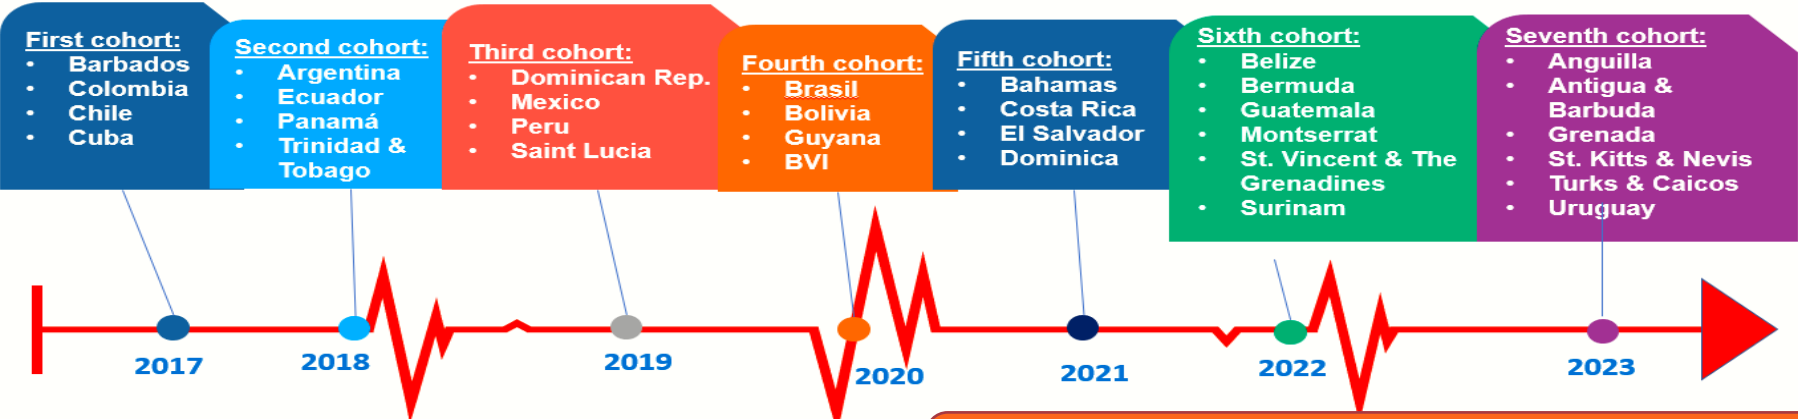 First cohort:
• Barbados
• Colombia
• Chile
• Cuba
Second cohort:
• Argentina
• Ecuador
• Panamá
• Trinidad &
Tobago
Third cohort:
• Dominican Rep.
• Mexico
• Peru
• Saint Lucia
Fourth cohort:
• Brasil
• Bolivia
• Guyana
• BVI
Fifth cohort:
• Bahamas
• Costa Rica
• El Salvador
• Dominica
Sixth cohort:
• Belize
• Bermuda
• Guatemala
• Montserrat
• St. Vincent & The
Grenadines
• Surinam
Seventh cohort:
• Anguilla
• Antigua &
Barbuda
• Grenada
• St. Kitts & Nevis
• Turks & Caicos
• Uruguay
2017
2018
2019
2020
2021
2022
2023